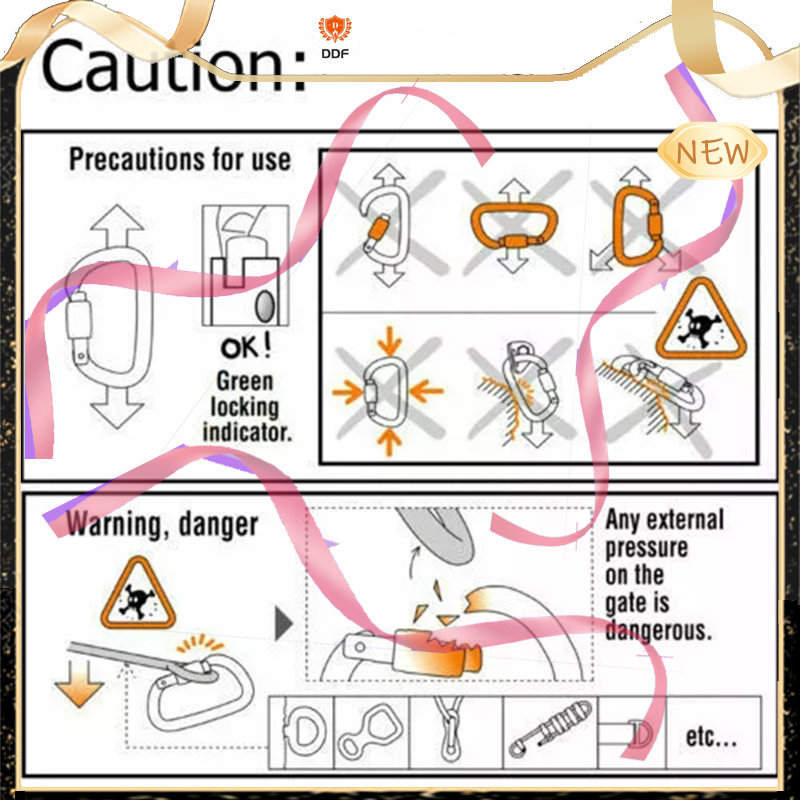 D
DDF
Caution:
NEW
Precautions for use
OK!
Green
locking
indicator.
Warning, danger
Any external
pressure
on the
gate is
dangerous.
etc...